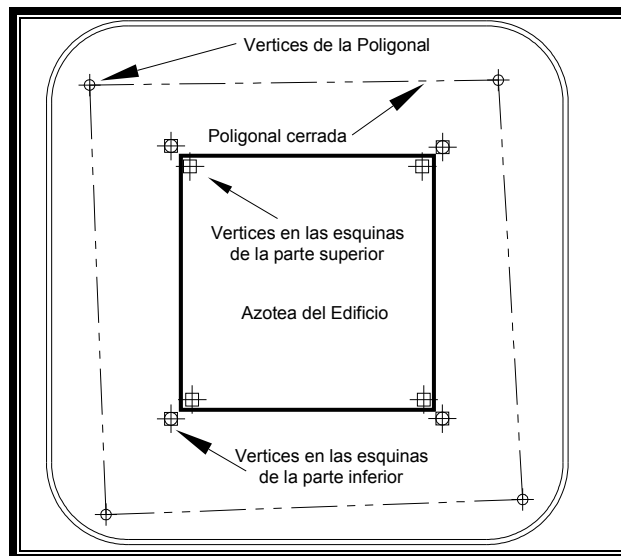 Vertices de la Poligonal
Poligonal cerrada
Vertices en las esquinas
de la parte superior
Azotea del Edificio
Vertices en las esquinas
de la parte inferior